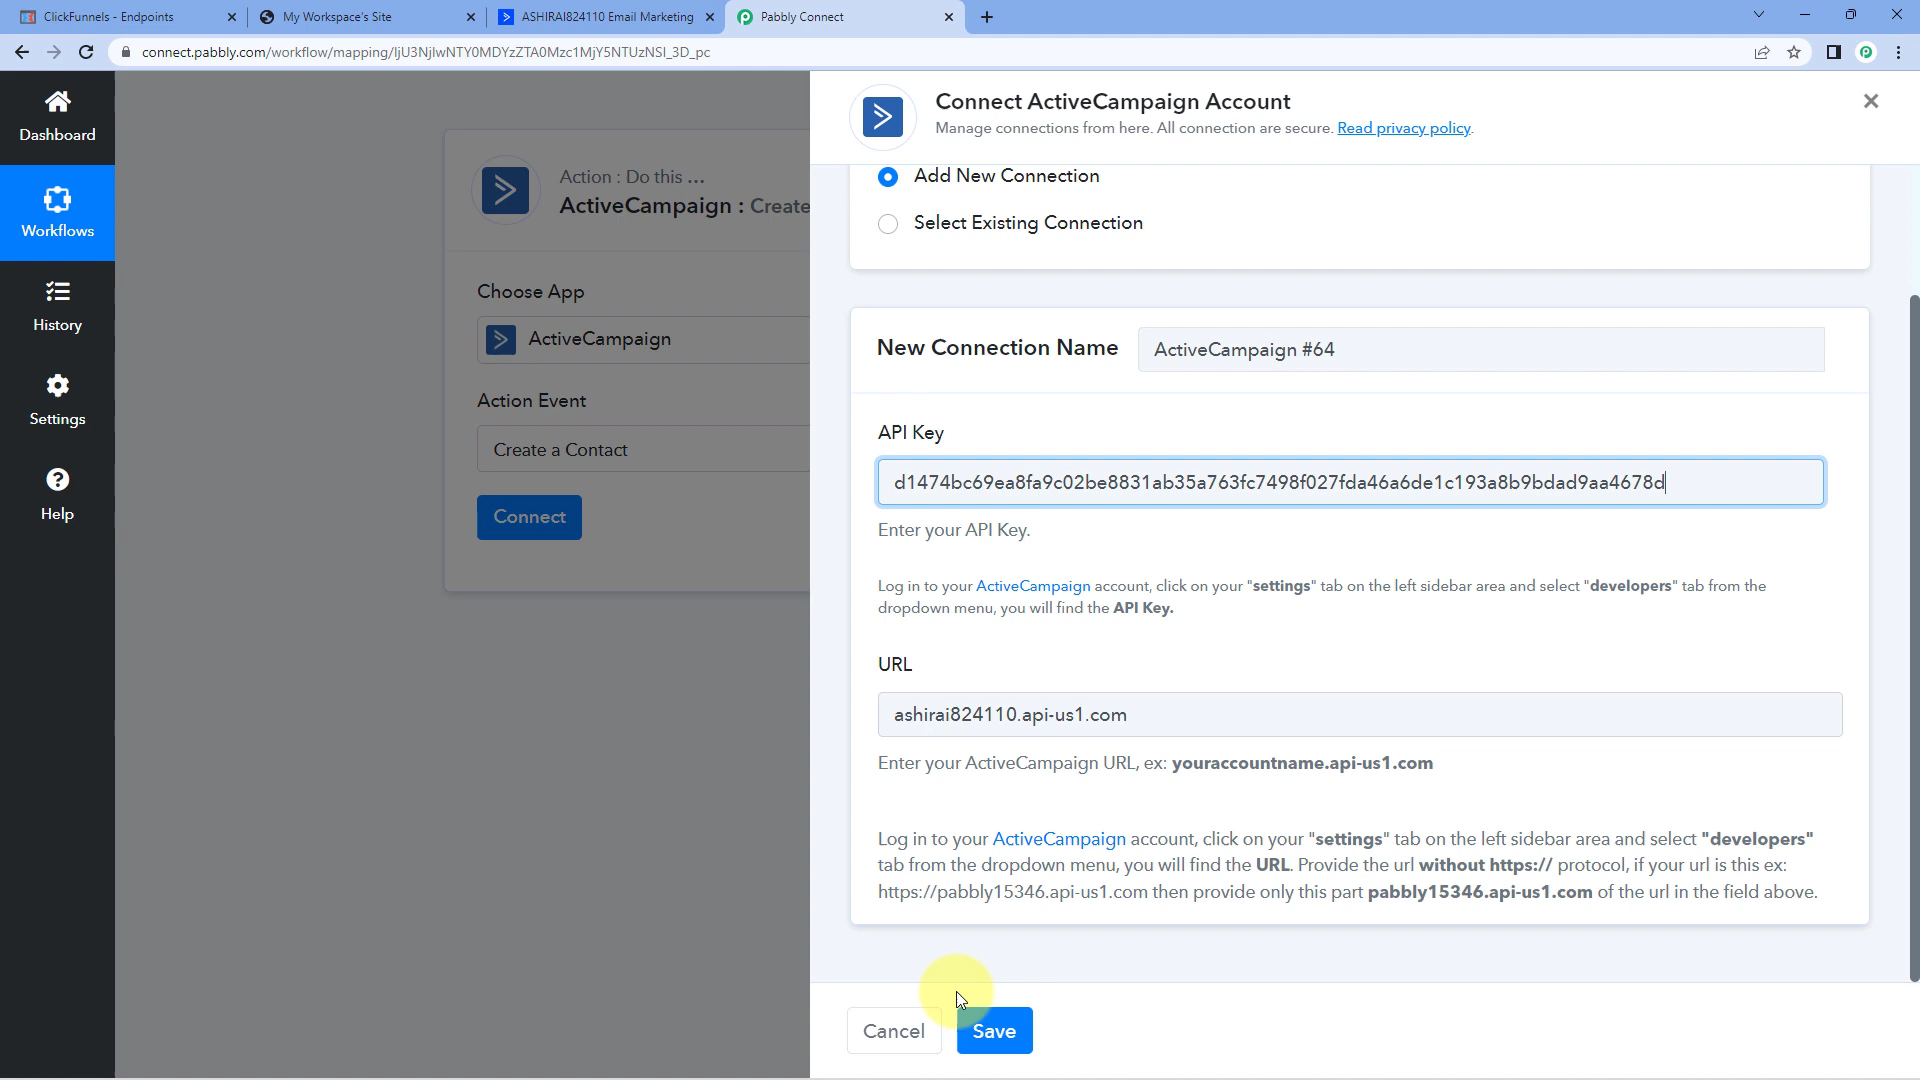 ClickFunnels - Endpoints
My Workspace's Site
ASHIRAI824110 Email Marketing
Pabbly Connect
connect.pabbly.com/workflow/mapping/IjU3NjIwNTY0MDYzZTA0Mzc1MjY5NTUzNSI_3D_pc
Dashboard
Workflows
History
Settings
Help
Action : Do this ...
ActiveCampaign : Create
Choose App
ActiveCampaign
Action Event
Create a Contact
Connect
Connect ActiveCampaign Account
Manage connections from here. All connection are secure. Read privacy policy.
Add New Connection
Select Existing Connection
New Connection Name
ActiveCampaign #64
API Key
d1474bc69ea8fa9c02be8831ab35a763fc7498f027fda46a6de1c193a8b9bdad9aa4678d
Enter your API Key.
Log in to your ActiveCampaign account, click on your "settings" tab on the left sidebar area and select "developers" tab from the
dropdown menu, you will find the API Key.
URL
ashirai824110.api-us1.com
Enter your ActiveCampaign URL, ex: youraccountname.api-us1.com
Log in to your ActiveCampaign account, click on your "settings" tab on the left sidebar area and select "developers"
tab from the dropdown menu, you will find the URL. Provide the url without https:// protocol, if your url is this ex:
https://pabbly15346.api-us1.com then provide only this part pabbly15346.api-us1.com of the url in the field above.
Cancel
Save